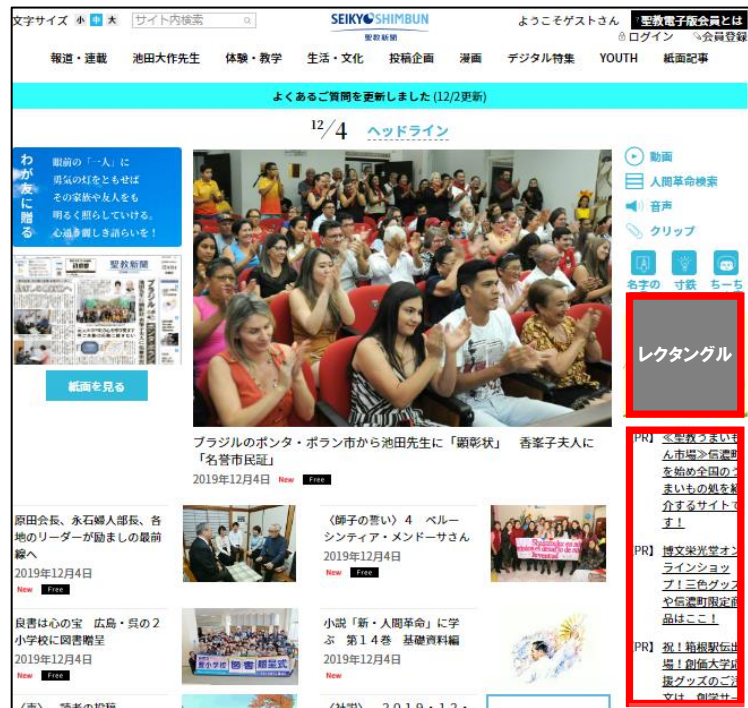 文字サイズ 小 中 大
サイト内検索
SEIKYO SHIMBUN
聖教新聞
ようこそゲストさん
聖教電子版会員とは
ログイン
会員登録
報道・連載 池田大作先生 体験・教学 生活・文化 投稿企画 漫画 デジタル特集 YOUTH 紙面記事
よくあるご質問を更新しました (12/2更新)
12/4 ヘッドライン
わが友に贈る
眼前の「一人」に
勇気の灯をともせば
その家族や友人をも
明るく照らしていける。
心通う麗しき語らいを!
聖教新聞
紙面を見る
ブラジルのポンタ・ポラン市から池田先生に「顕彰状」 香峯子夫人に
「名誉市民証」
2019年12月4日 New Free
動画
人間革命検索
音声
クリップ
名字の 寸鉄 ちーち
レクタングル
PR】 ≪聖教うまいも
ん市場≫信濃町
を始め全国のう
まいもの処を紹
介するサイトで
す!
PR】 博文栄光堂オン
ラインショッ
プ!三色グッズ
や信濃町限定商
品はここ!
PR】 祝!箱根駅伝出
場!創価大学応
援グッズのご注
文は、創学サー
原田会長、永石婦人部長、各
地のリーダーが励ましの最前
線へ
2019年12月4日
New Free
〈師子の誓い〉4 ペルー
シンティア・メンドーサさん
2019年12月4日
New Free
良書は心の宝 広島・呉の2
小学校に図書贈呈
2019年12月4日
New Free
小説「新・人間革命」に学
ぶ 第14巻 基礎資料編
2019年12月4日
New
〈声〉 読者の投稿
〈社説〉 2019・12・